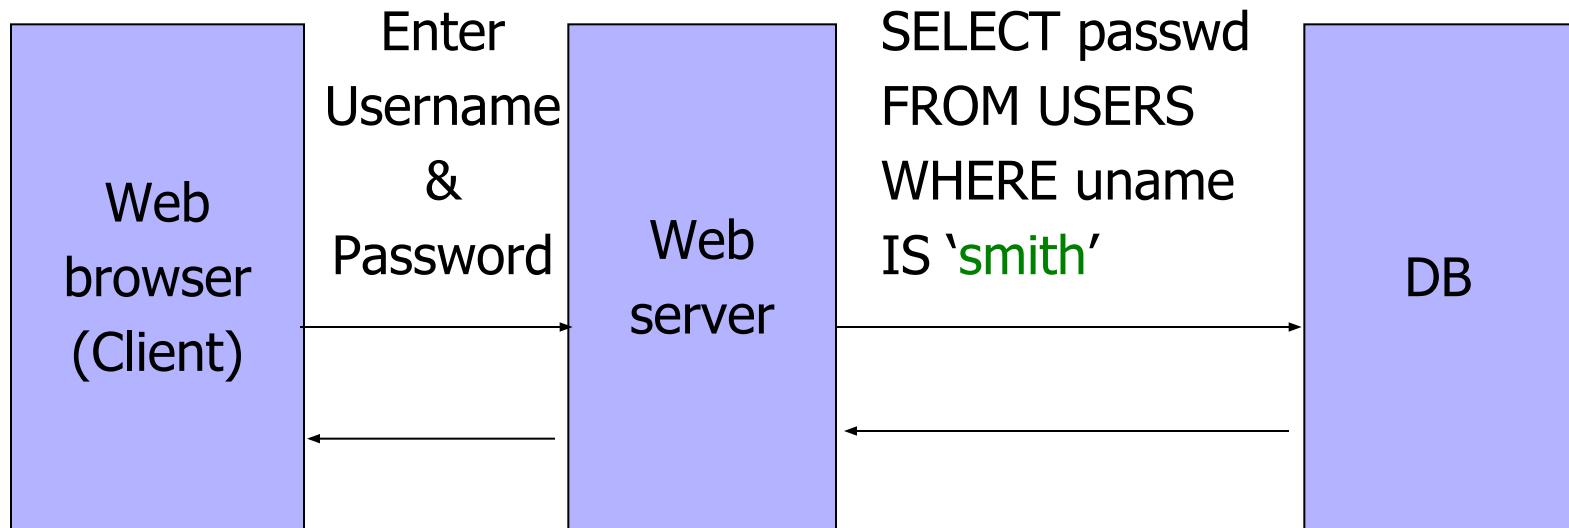 Web
browser
(Client)
Enter
Username
&
Password
Web
server
SELECT passwd
FROM USERS
WHERE uname
IS ‘smith’
DB